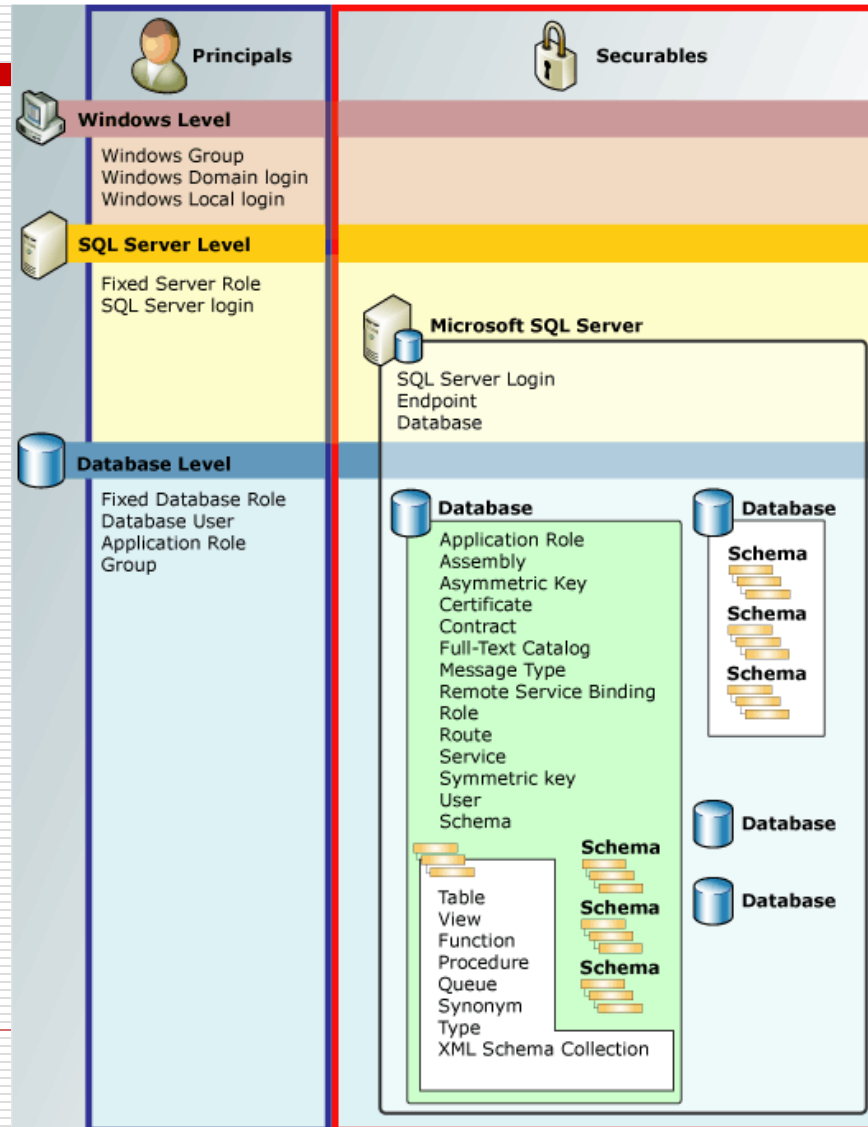 Principals
Securables
Windows Level
Windows Group
Windows Domain login
Windows Local login
SQL Server Level
Fixed Server Role
SQL Server login
Microsoft SQL Server
SQL Server Login
Endpoint
Database
Database Level
Fixed Database Role
Database User
Application Role
Group
Database
Application Role
Assembly
Asymmetric Key
Certificate
Contract
Full-Text Catalog
Message Type
Remote Service Binding
Role
Route
Service
Symmetric key
User
Schema
Table
View
Function
Procedure
Queue
Synonym
Type
XML Schema Collection
Schema
Schema
Schema
Database
Schema
Schema
Schema
Database
Database